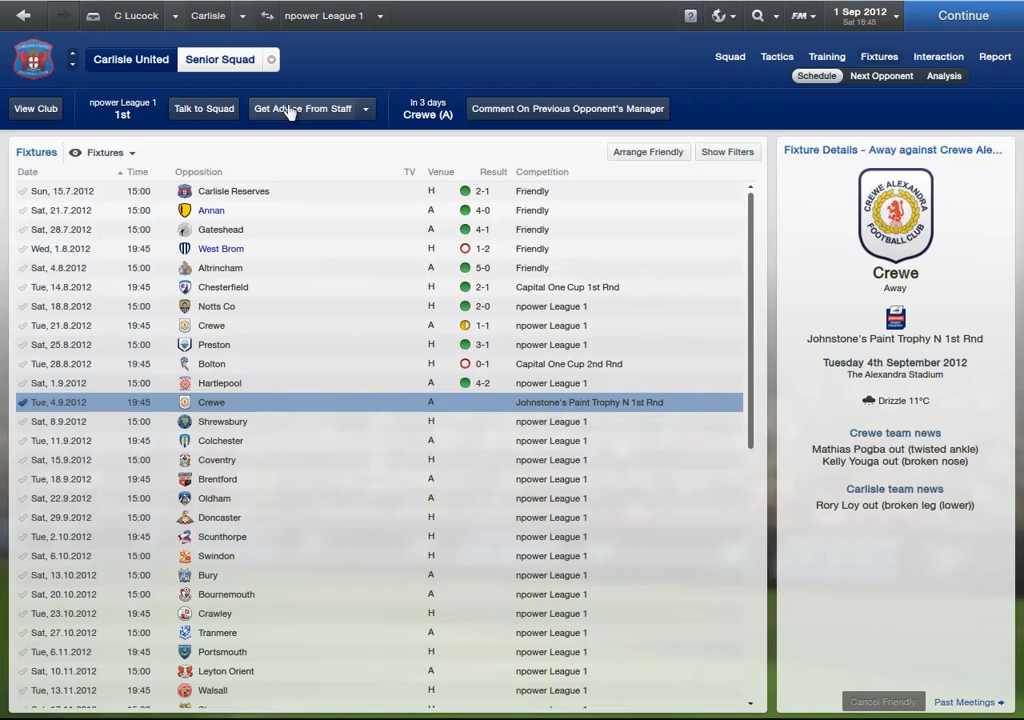 C Lucock
Carlisle
npower League 1
?
FM
1 Sep 2012
Sat 16:45
Continue
Carlisle United
Senior Squad
Squad
Tactics
Training
Fixtures
Interaction
Report
Schedule
Next Opponent
Analysis
View Club
npower League 1
1st
Talk to Squad
Get Advice From Staff
In 3 days
Crewe (A)
Comment On Previous Opponent's Manager
Fixtures
Fixtures
Arrange Friendly
Show Filters
Date Time Opposition TV Venue Result Competition
Sun, 15.7.2012 15:00 Carlisle Reserves H 2-1 Friendly
Sat, 21.7.2012 15:00 Annan A 4-0 Friendly
Sat, 28.7.2012 15:00 Gateshead A 4-1 Friendly
Wed, 1.8.2012 19:45 West Brom H 1-2 Friendly
Sat, 4.8.2012 15:00 Altrincham A 5-0 Friendly
Tue, 14.8.2012 19:45 Chesterfield H 2-1 Capital One Cup 1st Rnd
Sat, 18.8.2012 15:00 Notts Co H 2-0 npower League 1
Tue, 21.8.2012 19:45 Crewe A 1-1 npower League 1
Sat, 25.8.2012 15:00 Preston H 3-1 npower League 1
Tue, 28.8.2012 19:45 Bolton H 0-1 Capital One Cup 2nd Rnd
Sat, 1.9.2012 15:00 Hartlepool A 4-2 npower League 1
Tue, 4.9.2012 19:45 Crewe A Johnstone's Paint Trophy N 1st Rnd
Sat, 8.9.2012 15:00 Shrewsbury H npower League 1
Tue, 11.9.2012 19:45 Colchester A npower League 1
Sat, 15.9.2012 15:00 Coventry H npower League 1
Tue, 18.9.2012 19:45 Brentford A npower League 1
Sat, 22.9.2012 15:00 Oldham A npower League 1
Sat, 29.9.2012 15:00 Doncaster H npower League 1
Tue, 2.10.2012 19:45 Scunthorpe H npower League 1
Sat, 6.10.2012 15:00 Swindon H npower League 1
Sat, 13.10.2012 15:00 Bury A npower League 1
Sat, 20.10.2012 15:00 Bournemouth A npower League 1
Tue, 23.10.2012 19:45 Crawley H npower League 1
Sat, 27.10.2012 15:00 Tranmere A npower League 1
Tue, 6.11.2012 19:45 Portsmouth H npower League 1
Sat, 10.11.2012 15:00 Leyton Orient A npower League 1
Tue, 13.11.2012 19:45 Walsall H npower League 1
Fixture Details - Away against Crewe Ale...
CREWE ALEXANDRA
FOOTBALL CLUB
Crewe
Away
Johnstone's Paint Trophy N 1st Rnd
Tuesday 4th September 2012
The Alexandra Stadium
Drizzle 11°C
Crewe team news
Mathias Pogba out (twisted ankle)
Kelly Youga out (broken nose)
Carlisle team news
Rory Loy out (broken leg (lower))
Cancel Friendly
Past Meetings